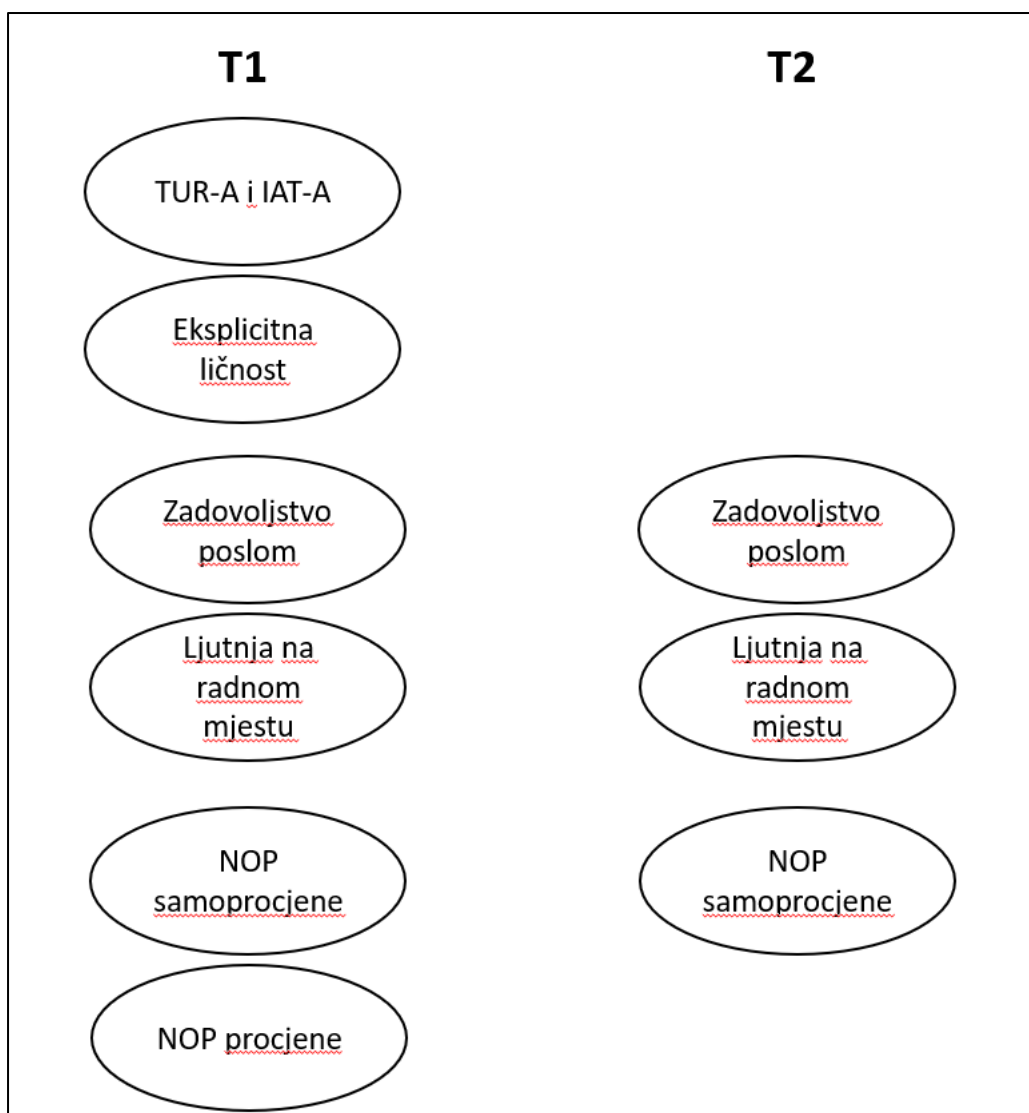 T1
T2
TUR-A i IAT-A
Eksplicitna
ličnost
Zadovoljstvo
poslom
Zadovoljstvo
poslom
Ljutnja na
radnom
mjestu
Ljutnja na
radnom
mjestu
NOP
samoprocjene
NOP
samoprocjene
NOP procjene